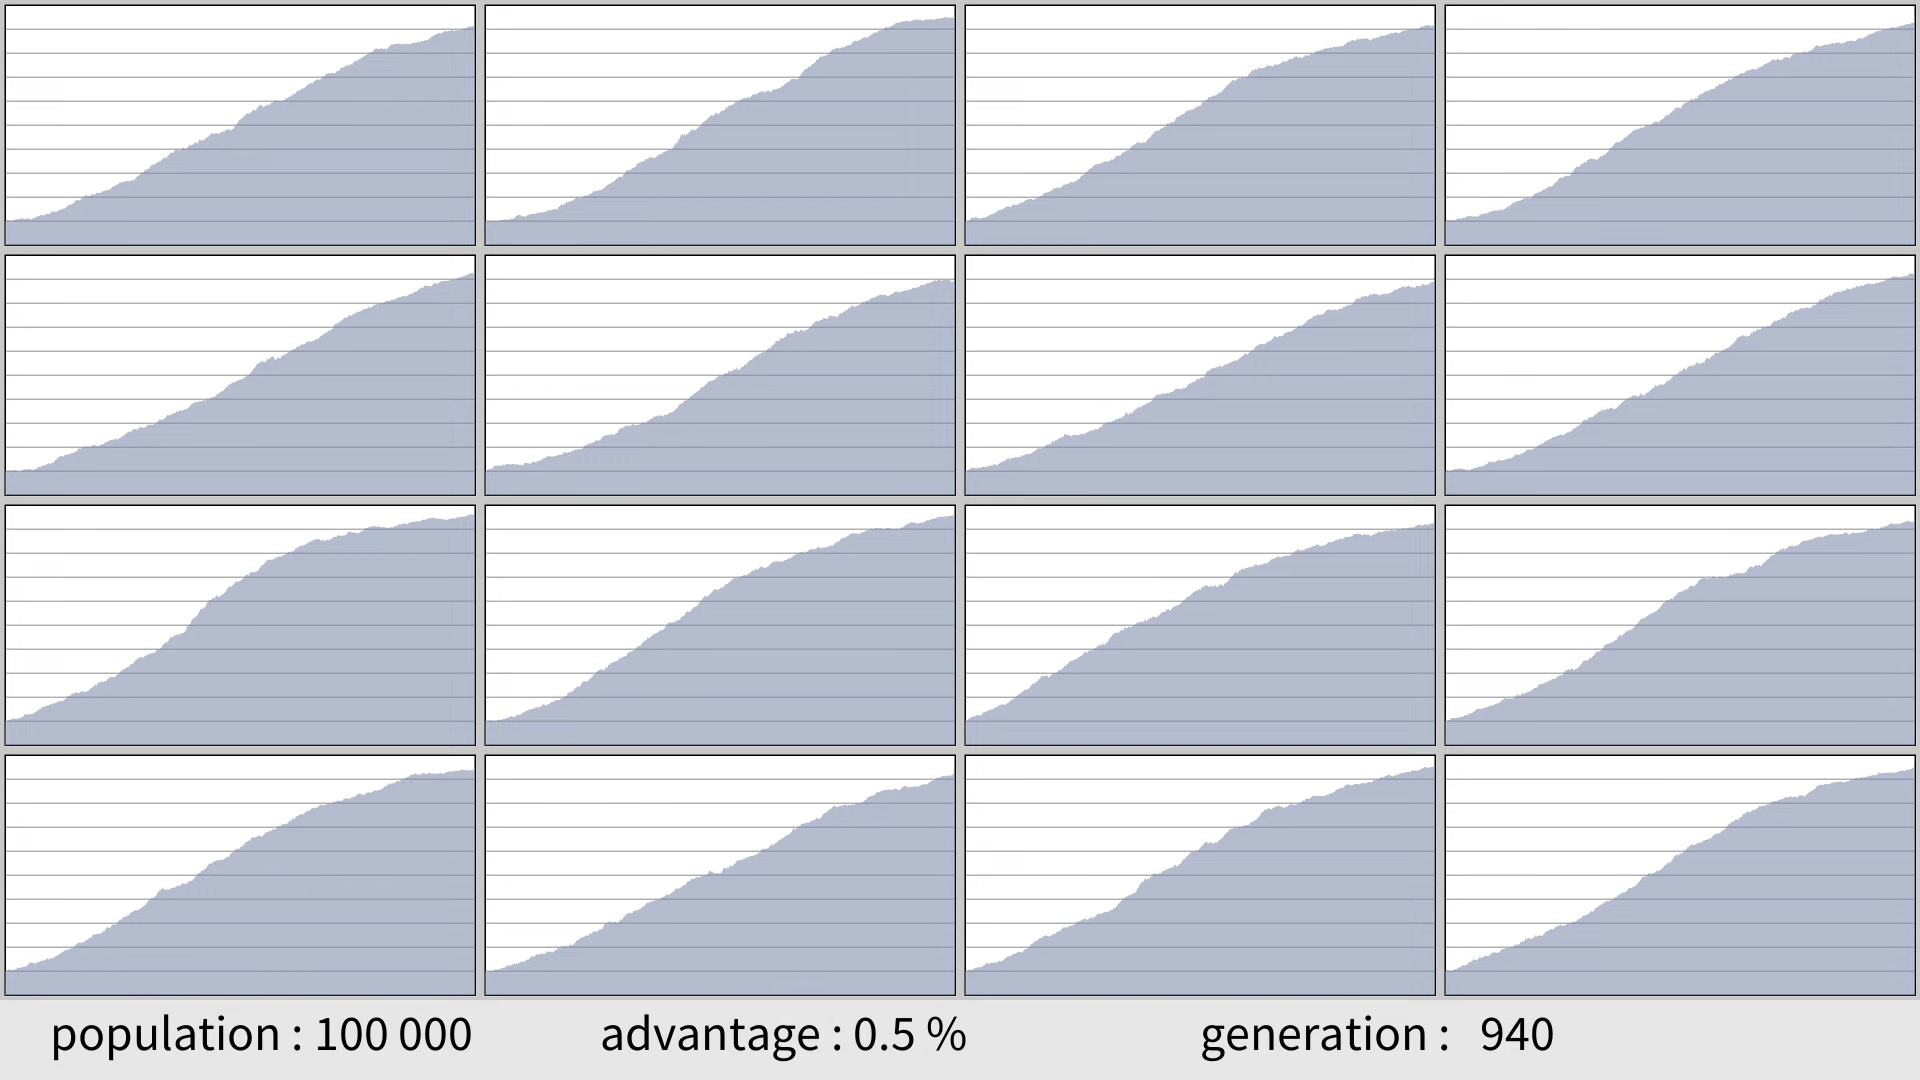 population : 100 000 advantage : 0.5 % generation : 940